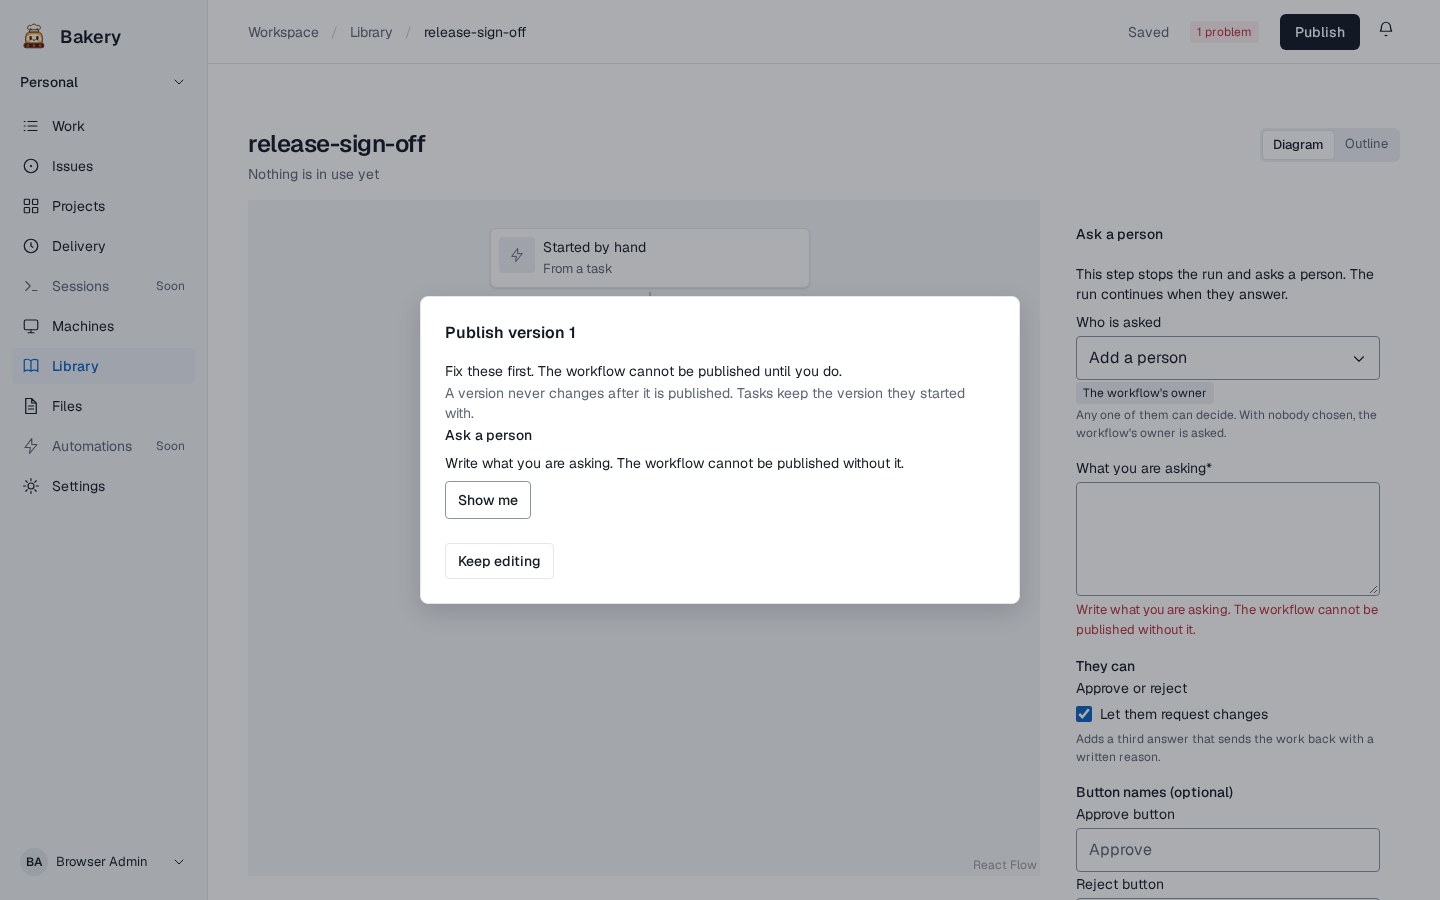 Bakery
Personal
Work
Issues
Projects
Delivery
Sessions Soon
Machines
Library
Files
Automations Soon
Settings
BA Browser Admin
Workspace / Library / release-sign-off
Saved
1 problem
Publish
release-sign-off
Nothing is in use yet
Diagram
Outline
Started by hand
From a task
Publish version 1
Fix these first. The workflow cannot be published until you do.
A version never changes after it is published. Tasks keep the version they started
with.
Ask a person
Write what you are asking. The workflow cannot be published without it.
Show me
Keep editing
React Flow
Ask a person
This step stops the run and asks a person. The
run continues when they answer.
Who is asked
Add a person
The workflow's owner
Any one of them can decide. With nobody chosen, the
workflow's owner is asked.
What you are asking*
Write what you are asking. The workflow cannot be
published without it.
They can
Approve or reject
Let them request changes
Adds a third answer that sends the work back with a
written reason.
Button names (optional)
Approve button
Approve
Reject button